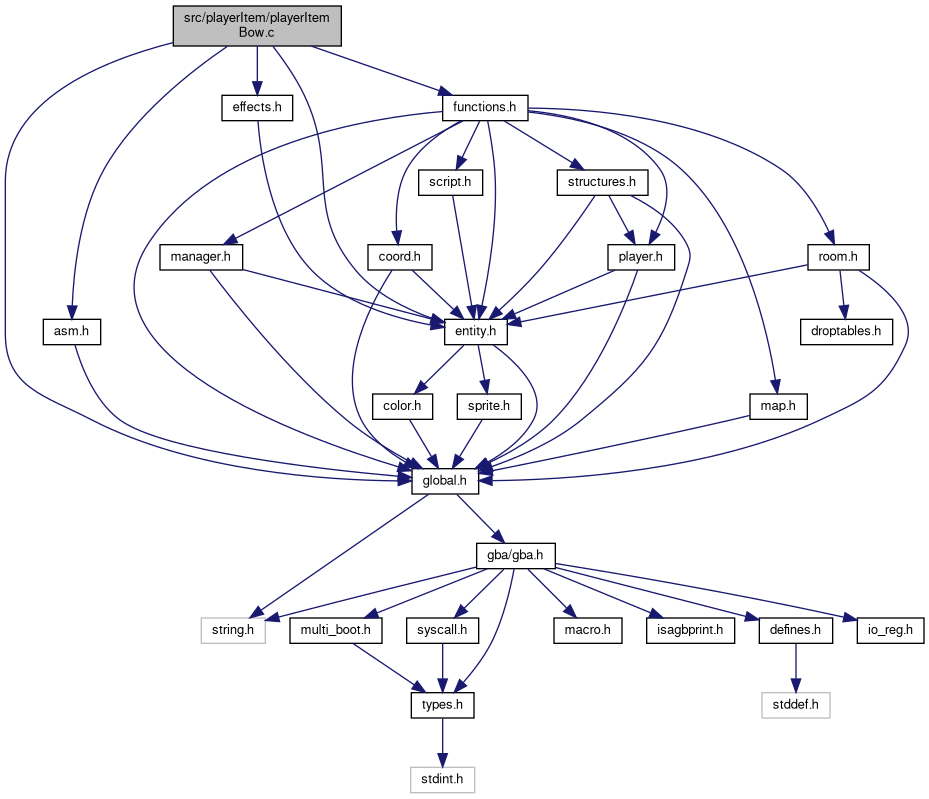 src/playerItem/playerItem
Bow.c
effects.h
functions.h
script.h
structures.h
manager.h
coord.h
player.h
room.h
asm.h
entity.h
droptables.h
color.h
sprite.h
map.h
global.h
gba/gba.h
string.h
multi_boot.h
syscall.h
macro.h
isagbprint.h
defines.h
io_reg.h
types.h
stddef.h
stdint.h